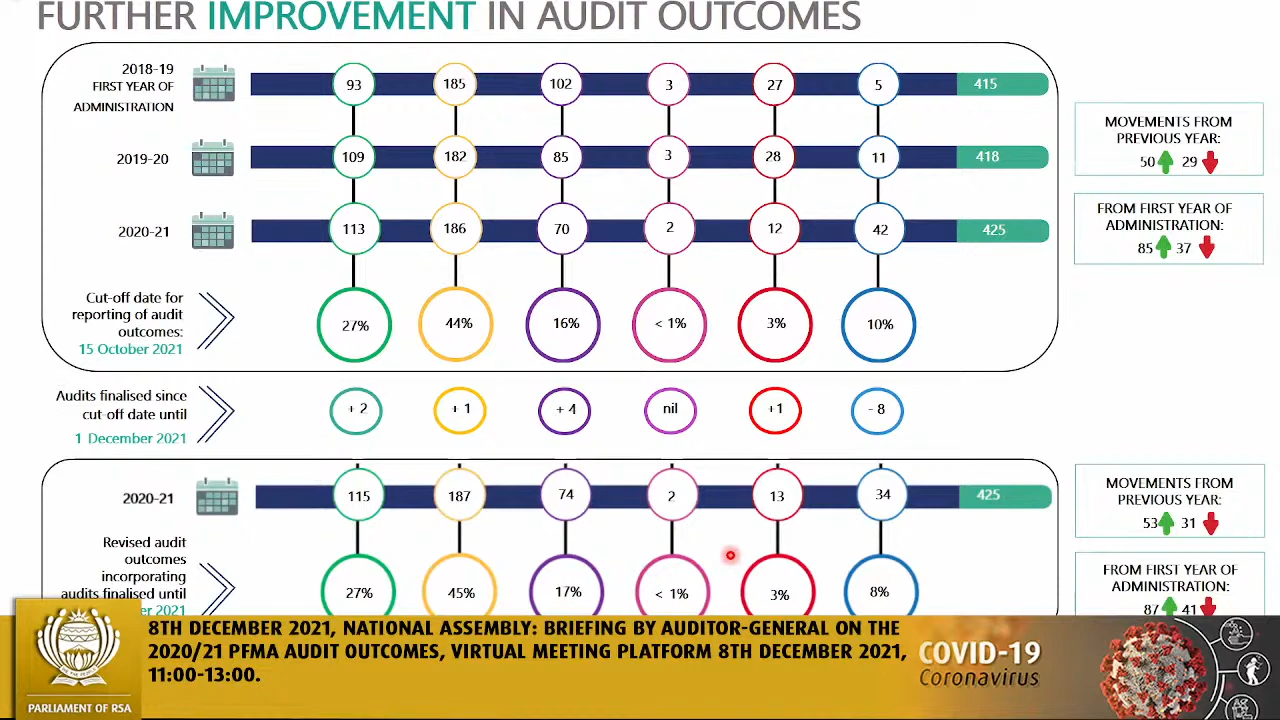 FURTHER IMPROVEMENT IN AUDIT OUTCOMES
2018-19
FIRST YEAR OF
ADMINISTRATION
93 185 102 3 27 5 415
2019-20
109 182 85 3 28 11 418
2020-21
113 186 70 2 12 42 425
Cut-off date for
reporting of audit
outcomes:
15 October 2021
27% 44% 16% < 1% 3% 10%
MOVEMENTS FROM
PREVIOUS YEAR:
50 29
FROM FIRST YEAR OF
ADMINISTRATION:
85 37
Audits finalised since
cut-off date until
1 December 2021
+ 2 + 1 + 4 nil +1 - 8
2020-21
115 187 74 2 13 34 425
Revised audit
outcomes
incorporating
audits finalised until
2021
27% 45% 17% < 1% 3% 8%
MOVEMENTS FROM
PREVIOUS YEAR:
53 31
FROM FIRST YEAR OF
ADMINISTRATION:
87 41
8TH DECEMBER 2021, NATIONAL ASSEMBLY: BRIEFING BY AUDITOR-GENERAL ON THE
2020/21 PFMA AUDIT OUTCOMES, VIRTUAL MEETING PLATFORM 8TH DECEMBER 2021,
11:00-13:00.
PARLIAMENT OF RSA
COVID-19
Coronavirus